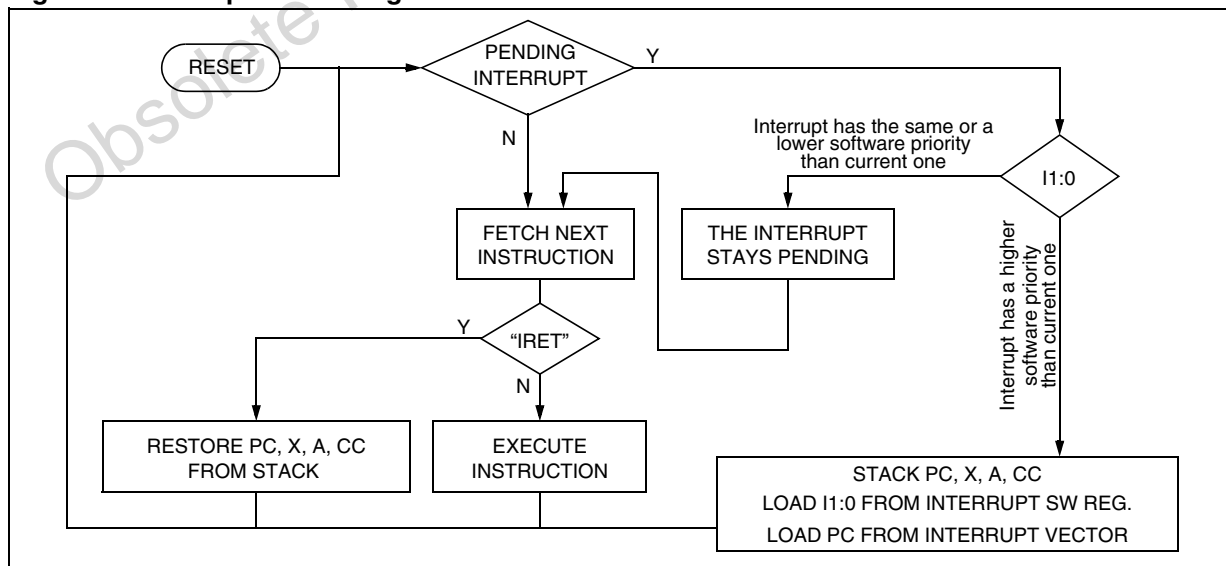 RESET
PENDING
INTERRUPT
Y
N
Interrupt has the same or a
lower software priority
than current one
I1:0
FETCH NEXT
INSTRUCTION
THE INTERRUPT
STAYS PENDING
Interrupt has a higher
software priority
than current one
Y
“IRET”
N
RESTORE PC, X, A, CC
FROM STACK
EXECUTE
INSTRUCTION
STACK PC, X, A, CC
LOAD I1:0 FROM INTERRUPT SW REG.
LOAD PC FROM INTERRUPT VECTOR
Obsolete